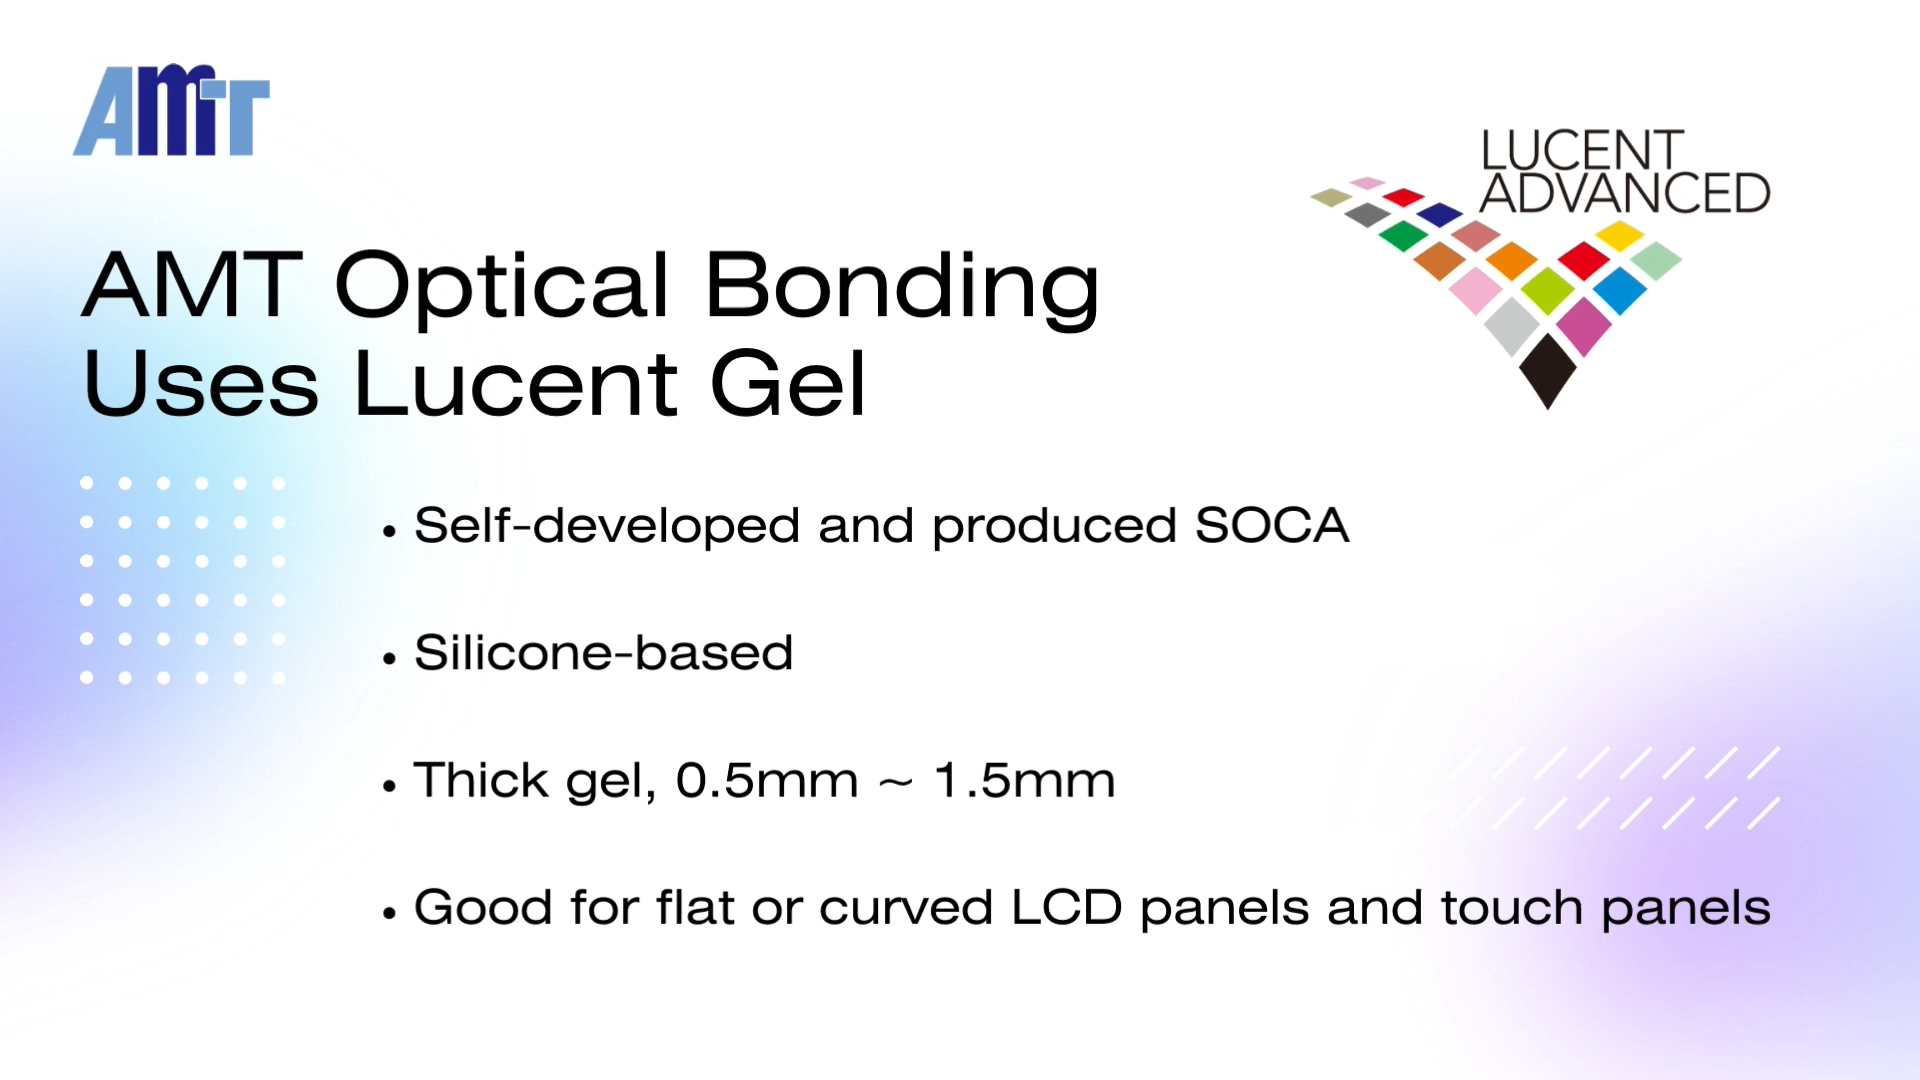 AMT
LUCENT
ADVANCED
AMT Optical Bonding
Uses Lucent Gel
• Self-developed and produced SOCA
• Silicone-based
• Thick gel, 0.5mm ~ 1.5mm
• Good for flat or curved LCD panels and touch panels